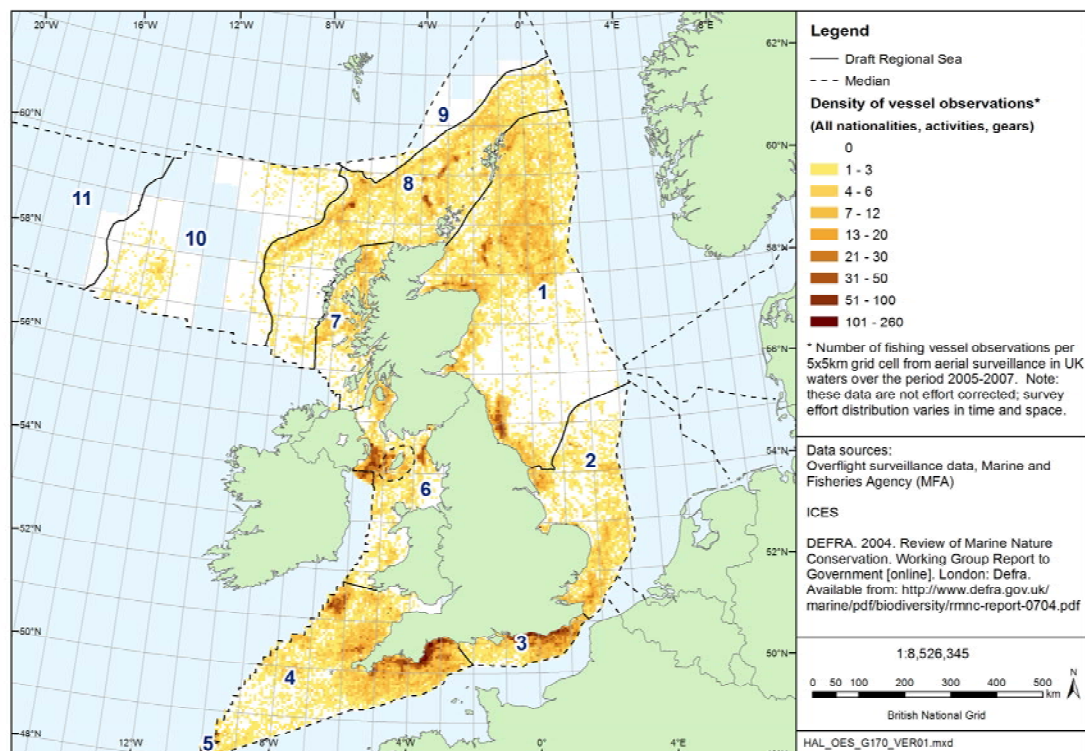 20°W
16°W
12°W
8°W
4°W
0°
4°E
8°E
62°N
60°N
58°N
56°N
54°N
52°N
50°N
48°N
62°N
60°N
58°N
56°N
54°N
52°N
50°N
12°W
8°W
4°W
0°
4°E
9
8
11
10
1
7
2
6
3
4
5
Legend
Draft Regional Sea
Median
Density of vessel observations*
(All nationalities, activities, gears)
0
1 - 3
4 - 6
7 - 12
13 - 20
21 - 30
31 - 50
51 - 100
101 - 260
* Number of fishing vessel observations per
5x5km grid cell from aerial surveillance in UK
waters over the period 2005-2007. Note:
these data are not effort corrected; survey
effort distribution varies in time and space.
Data sources:
Overflight surveillance data, Marine and
Fisheries Agency (MFA)
ICES
DEFRA. 2004. Review of Marine Nature
Conservation. Working Group Report to
Government [online]. London: Defra.
Available from: http://www.defra.gov.uk/
marine/pdf/biodiversity/rmnc-report-0704.pdf
1:8,526,345
0 50 100 200 300 400 500
km
N
British National Grid
HAL_OES_G170_VER01.mxd